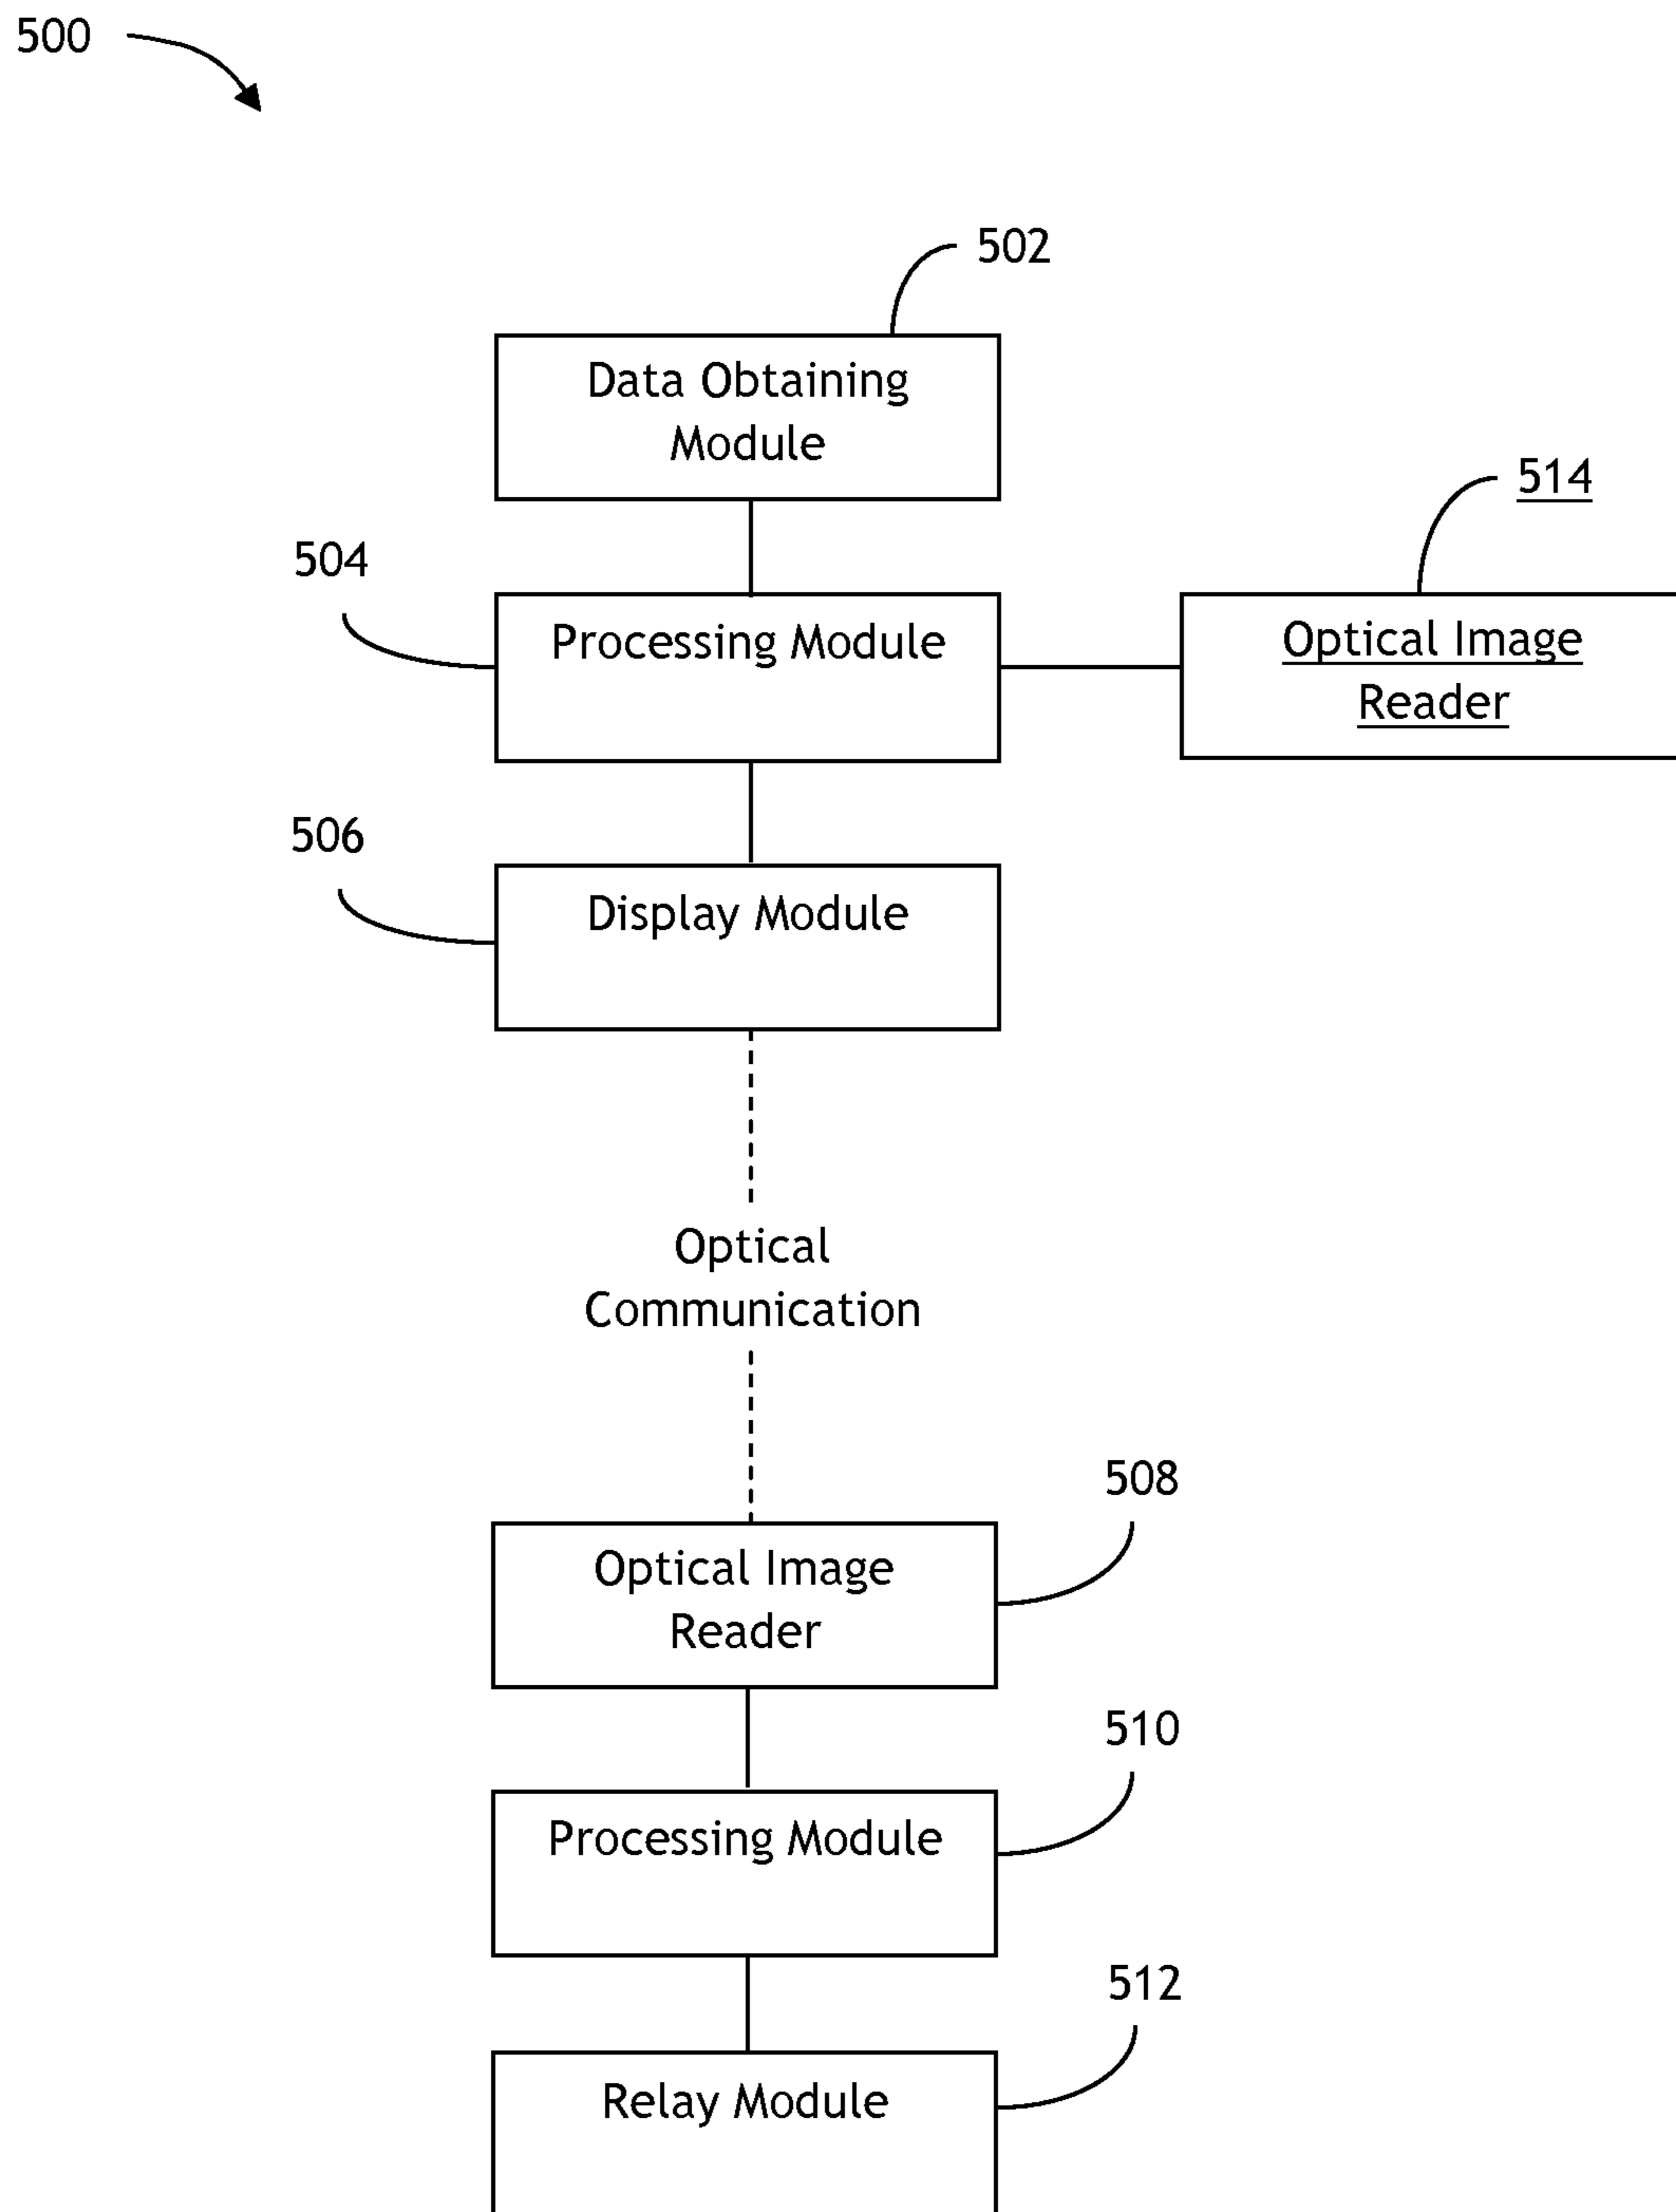 500
502
Data Obtaining
Module
514
504
Processing Module
Optical Image
Reader
506
Display Module
Optical
Communication
508
Optical Image
Reader
510
Processing Module
512
Relay Module